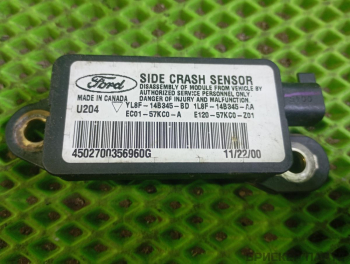 Ford
SIDE CRASH SENSOR
DISASSEMBLY OF MODULE FROM VEHICLE BY
AUTHORIZED SERVICE PERSONNEL ONLY
DANGER OF INJURY AND MALFUNCTION.
MADE IN CANADA
YL8F-14B345-BD YL8F-14B345-AA
U204
EC01-57KC0-A E120-57KC0-Z01
4502700356960G
11/22/00